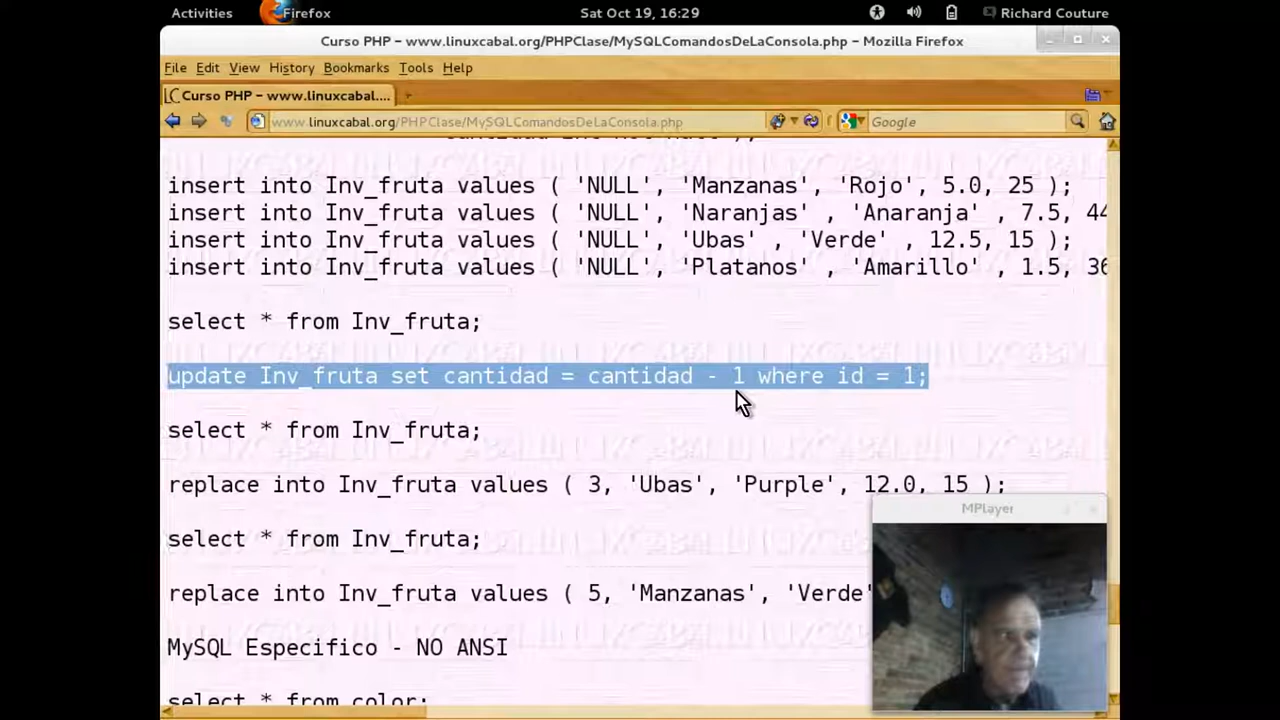 Activities Firefox Sat Oct 19, 16:29 Richard Couture
Curso PHP – www.linuxcabal.org/PHPClase/MySQLComandosDeLaConsola.php – Mozilla Firefox
File Edit View History Bookmarks Tools Help
Curso PHP – www.linuxcabal....
www.linuxcabal.org/PHPClase/MySQLComandosDeLaConsola.php Google
insert into Inv_fruta values ( 'NULL', 'Manzanas', 'Rojo', 5.0, 25 );
insert into Inv_fruta values ( 'NULL', 'Naranjas' , 'Anaranja' , 7.5, 44
insert into Inv_fruta values ( 'NULL', 'Ubas' , 'Verde' , 12.5, 15 );
insert into Inv_fruta values ( 'NULL', 'Platanos' , 'Amarillo' , 1.5, 36
select * from Inv_fruta;
update Inv_fruta set cantidad = cantidad - 1 where id = 1;
select * from Inv_fruta;
replace into Inv_fruta values ( 3, 'Ubas', 'Purple', 12.0, 15 );
MPlayer
select * from Inv_fruta;
replace into Inv_fruta values ( 5, 'Manzanas', 'Verde'
MySQL Especifico - NO ANSI
select * from color;